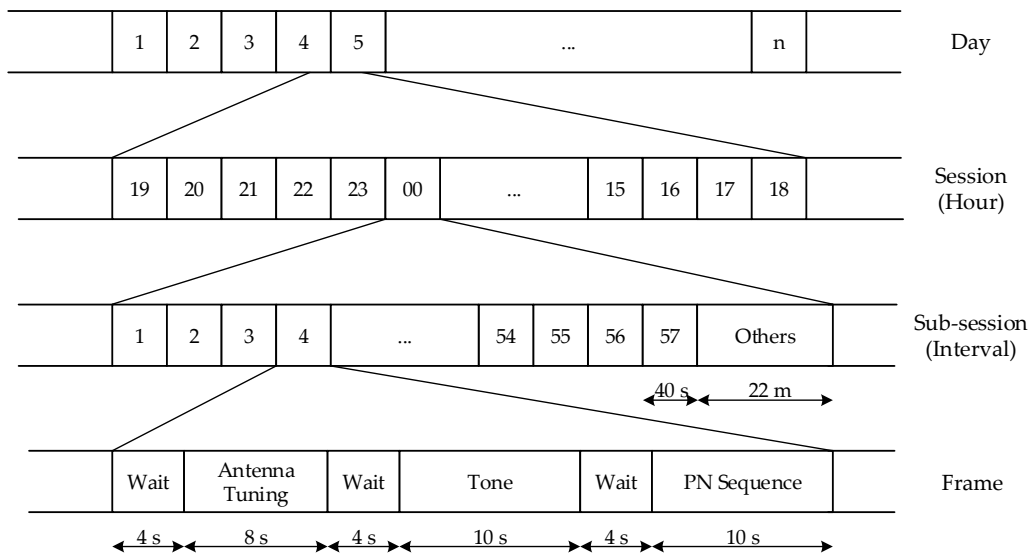 1 2 3 4 5 ... n Day
19 20 21 22 23 00 ... 15 16 17 18 Session
(Hour)
1 2 3 4 ... 54 55 56 57 Others Sub-session
(Interval)
40 s 22 m
Wait Antenna
Tuning Wait Tone Wait PN Sequence Frame
4 s 8 s 4 s 10 s 4 s 10 s